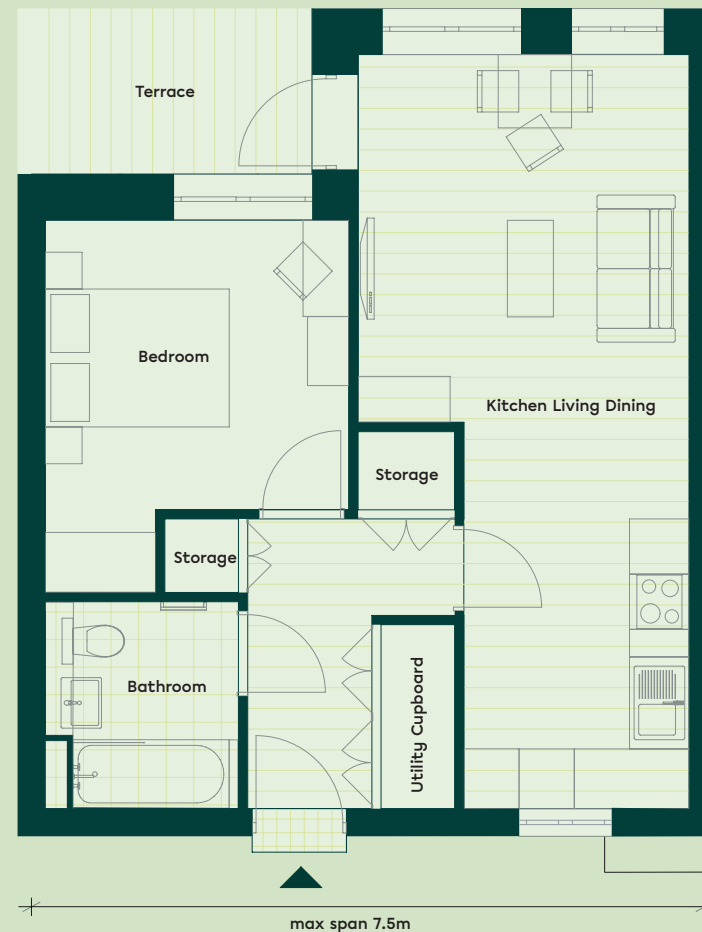 Terrace
Bedroom
Kitchen Living Dining
Storage
Storage
Bathroom
Utility Cupboard
max span 7.5m